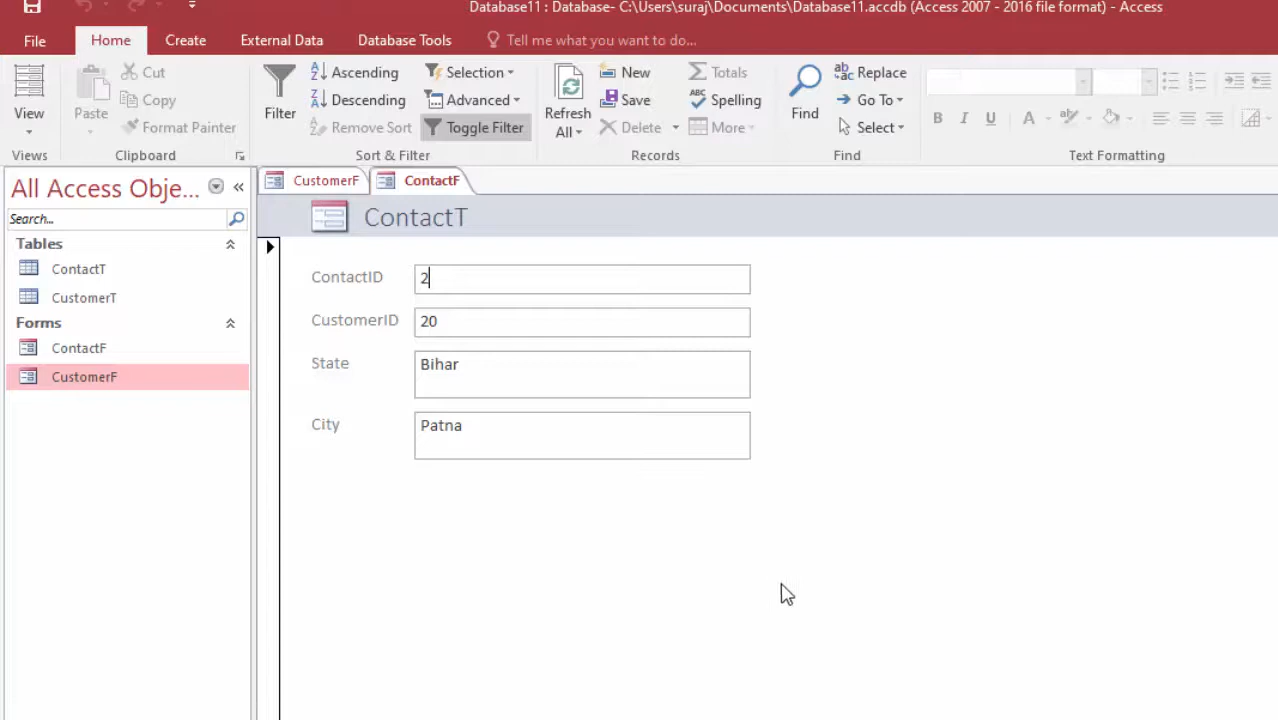 Database11 : Database- C:\Users\suraj\Documents\Database11.accdb (Access 2007 - 2016 file format) - Access
File Home Create External Data Database Tools Tell me what you want to do...
View Paste Cut Copy Format Painter
Filter Ascending Descending Remove Sort Selection Advanced Toggle Filter
Refresh All New Save Delete Totals Spelling More
Find Replace Go To Select
B I U A
Views Clipboard Sort & Filter Records Find Text Formatting
All Access Obje... «
Search...
Tables
ContactT
CustomerT
Forms
ContactF
CustomerF
CustomerF ContactF
ContactT
ContactID 2
CustomerID 20
State Bihar
City Patna